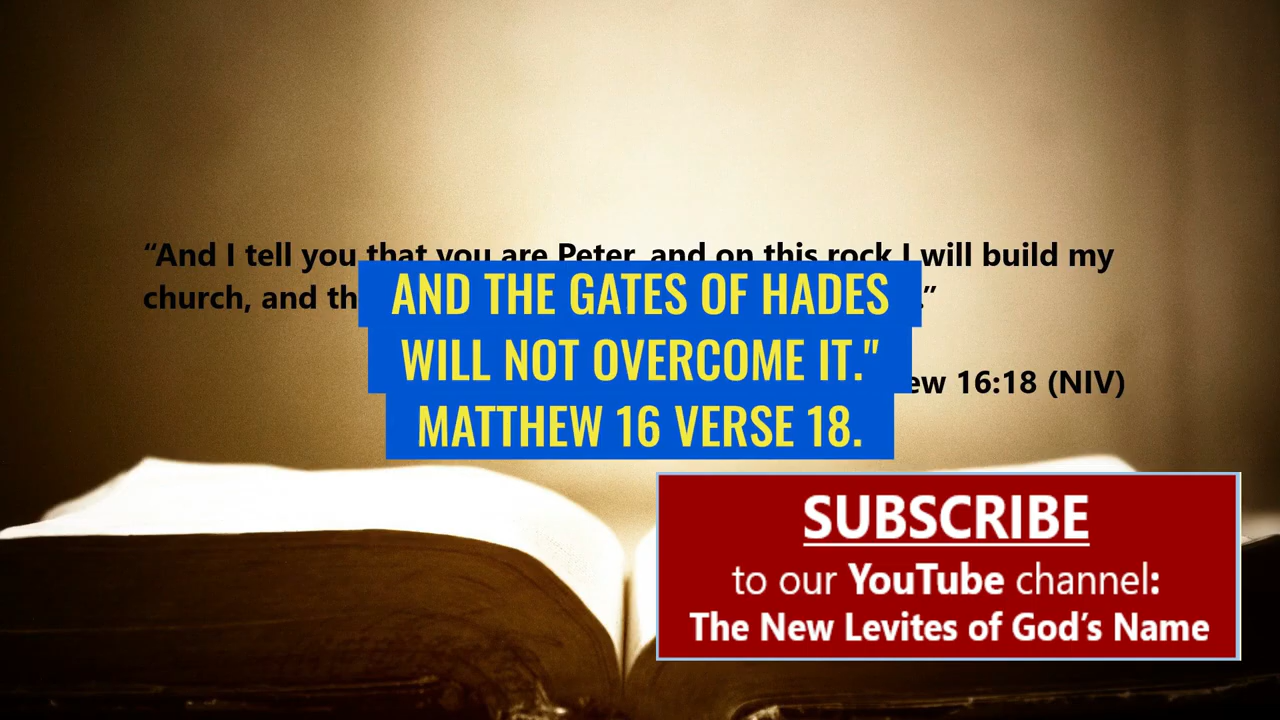 “And I tell you that you are Peter, and on this rock I will build my
church, and th
.”
ew 16:18 (NIV)
AND THE GATES OF HADES
WILL NOT OVERCOME IT."
MATTHEW 16 VERSE 18.
SUBSCRIBE
to our YouTube channel:
The New Levites of God’s Name